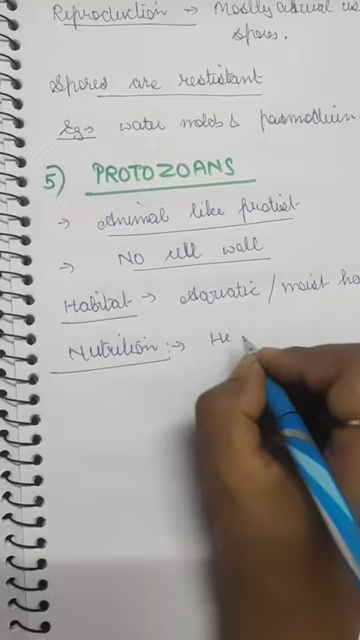 Reproduction → Mostly asexual
spores.
Spores are resistant
Eg → water molds
5) PROTOZOANS
→ Animal like protist
→ No cell wall
Habitat → Aquatic / moist
Nutrition :→ He